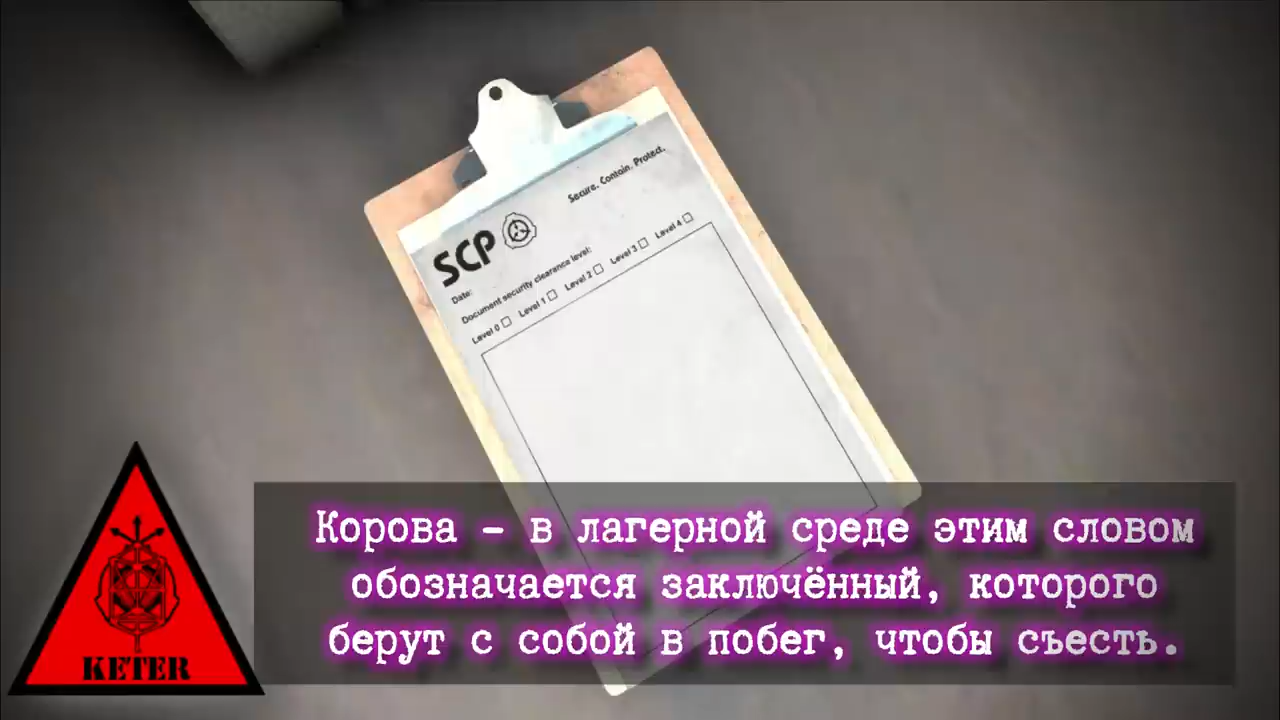 Secure. Contain. Protect.
SCP
Date:
Document security clearance level:
Level 0 Level 1 Level 2 Level 3 Level 4
Корова – в лагерной среде этим словом
обозначается заключённый, которого
берут с собой в побег, чтобы съесть.
KETER